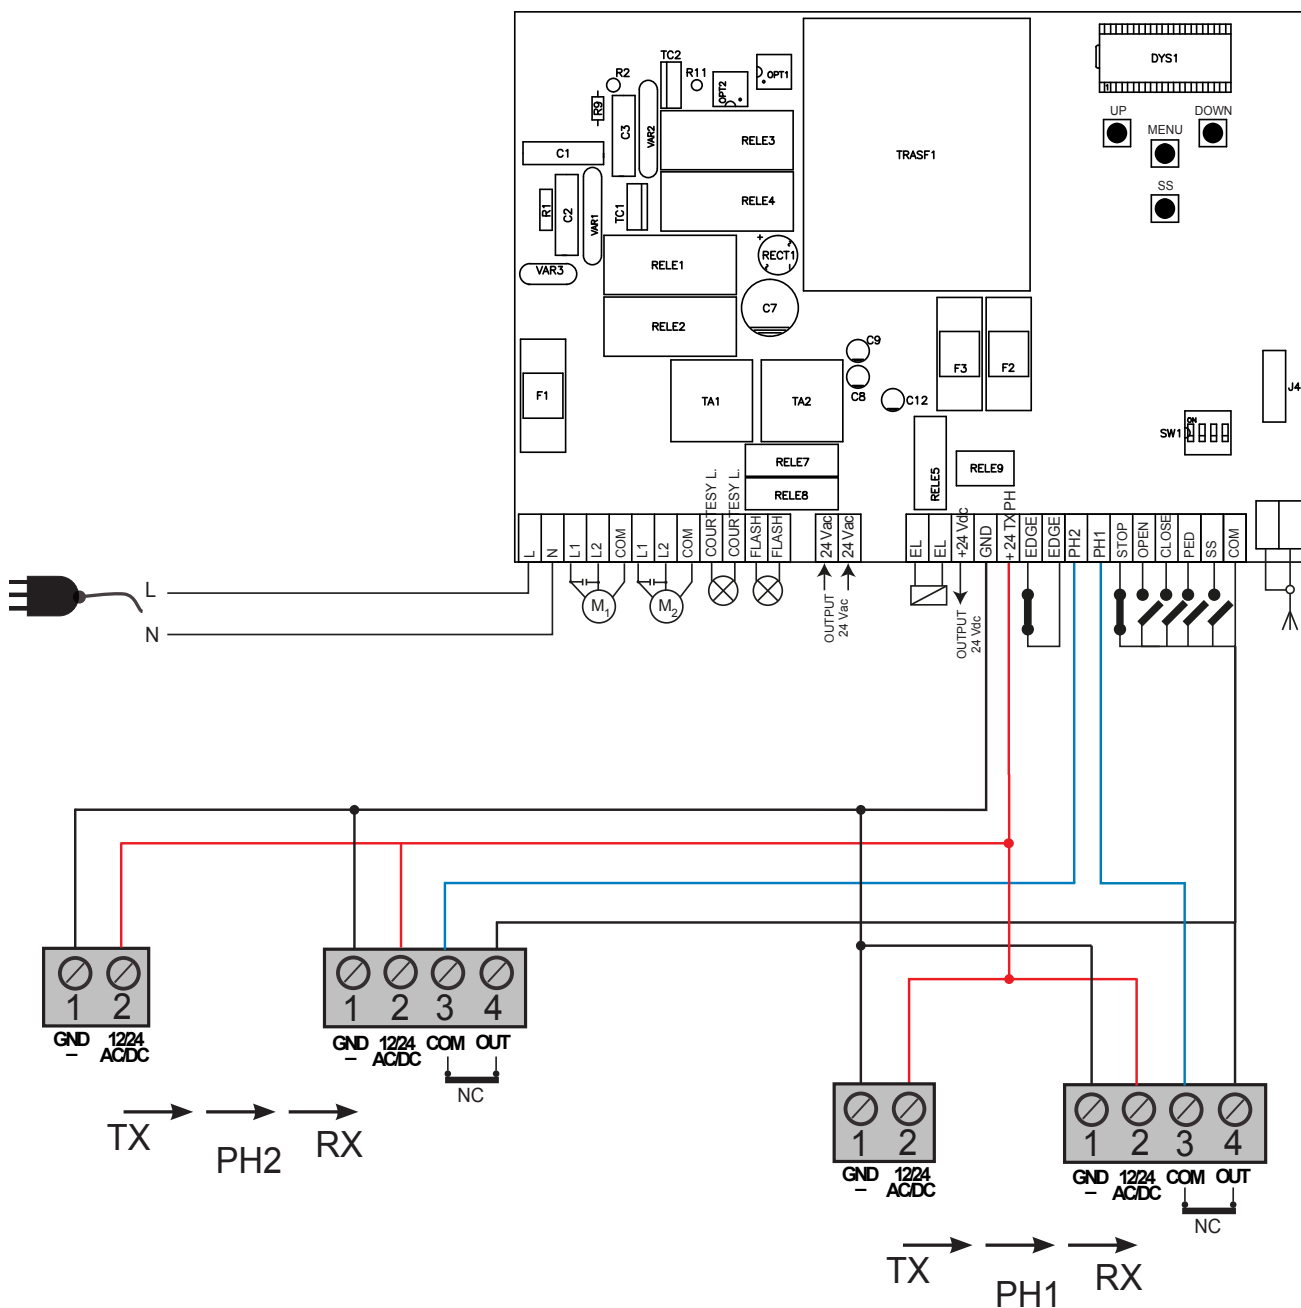 DYS1
1
UP
DOWN
MENU
SS
TRASF1
TC2
R2
R11
OPT2
OPT1
R9
C3
VAR2
RELE3
C1
R1
C2
VAR1
TC1
RELE4
+
RECT1
VAR3
RELE1
C7
RELE2
C9
C8
C12
F3
F2
F1
TA1
TA2
J4
SW1
ON
RELE7
RELE8
RELE5
RELE9
L
N
L1
L2
COM
L1
L2
COM
COURTESY L.
COURTESY L.
FLASH
FLASH
24 Vac
24 Vac
EL
EL
+24 Vdc
GND
+ 24 TX PH
EDGE
EDGE
PH2
PH1
STOP
OPEN
CLOSE
PED
SS
COM
L
N
M1
M2
OUTPUT
24 Vac
OUTPUT
24 Vdc
1 2
GND 12/24
– AC/DC
1 2 3 4
GND 12/24 COM OUT
– AC/DC
NC
TX PH2 RX
1 2
GND 12/24
– AC/DC
1 2 3 4
GND 12/24 COM OUT
– AC/DC
NC
TX PH1 RX